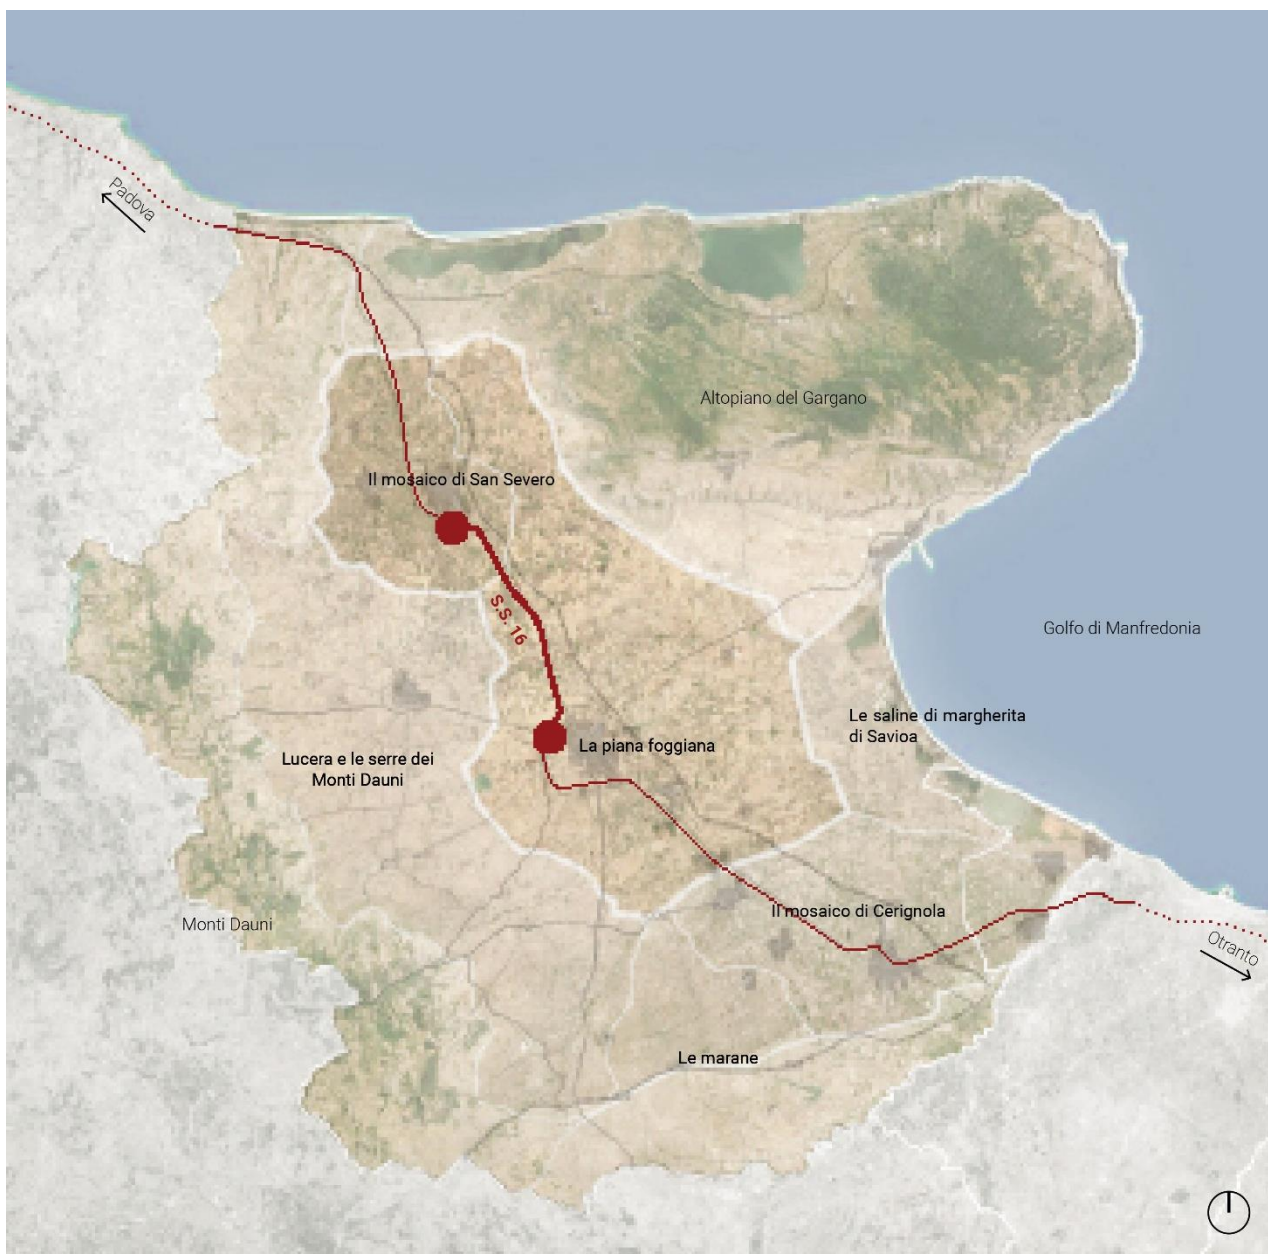 Padova
Altopiano del Gargano
Il mosaico di San Severo
S.S. 16
Golfo di Manfredonia
Le saline di margherita
di Savioa
La piana foggiana
Lucera e le serre dei
Monti Dauni
Il mosaico di Cerignola
Monti Dauni
Otranto
Le marane